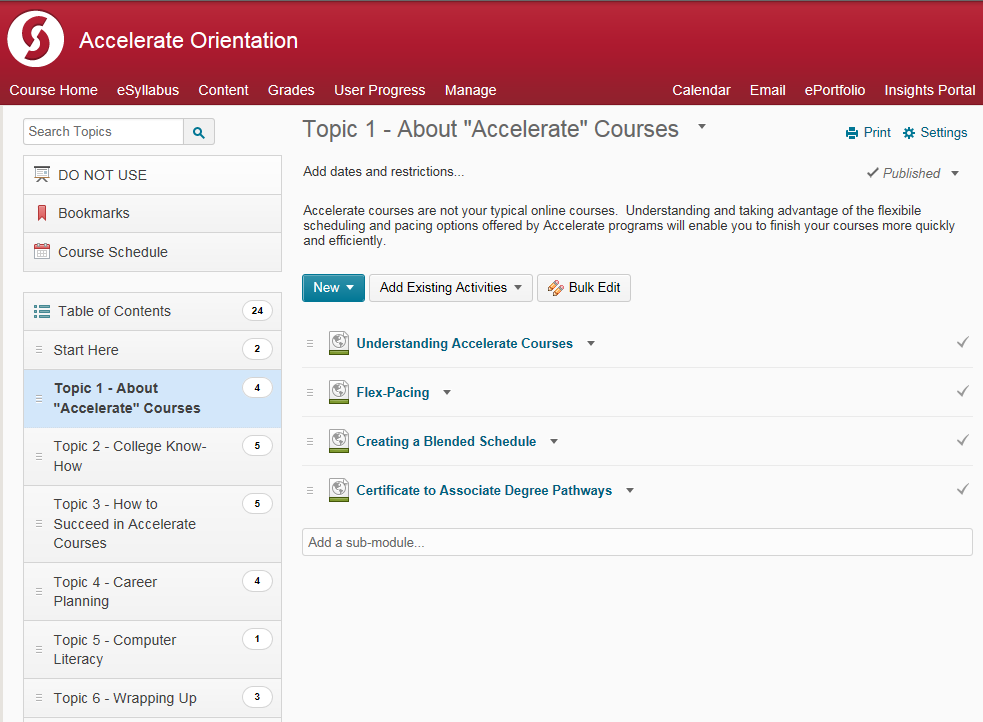 Accelerate Orientation
Course Home eSyllabus Content Grades User Progress Manage Calendar Email ePortfolio Insights Portal
Search Topics
DO NOT USE
Bookmarks
Course Schedule
Table of Contents 24
Start Here 2
Topic 1 - About 4
"Accelerate" Courses
Topic 2 - College Know- 5
How
Topic 3 - How to 5
Succeed in Accelerate
Courses
Topic 4 - Career 4
Planning
Topic 5 - Computer 1
Literacy
Topic 6 - Wrapping Up 3
Topic 1 - About "Accelerate" Courses
Print Settings
Add dates and restrictions...
Published
Accelerate courses are not your typical online courses.  Understanding and taking advantage of the flexibile
scheduling and pacing options offered by Accelerate programs will enable you to finish your courses more quickly
and efficiently.
New Add Existing Activities Bulk Edit
Understanding Accelerate Courses
Flex-Pacing
Creating a Blended Schedule
Certificate to Associate Degree Pathways
Add a sub-module...